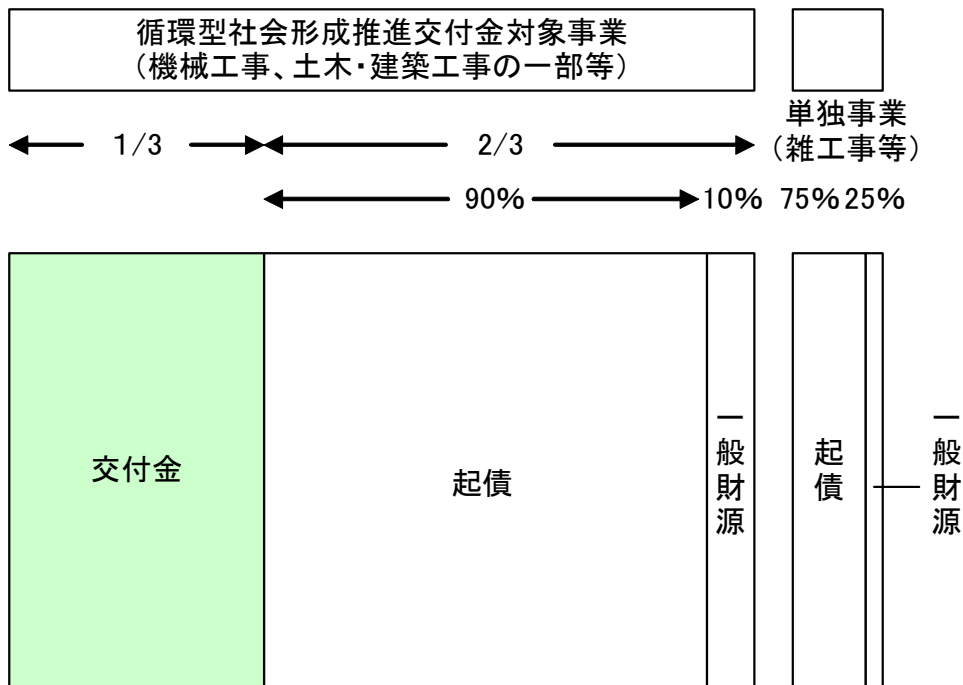 循環型社会形成推進交付金対象事業
（機械工事、土木・建築工事の一部等）
単独事業
（雑工事等）
1/3
2/3
90%
10%
75%
25%
交付金
起債
一般財源
起債
一般財源